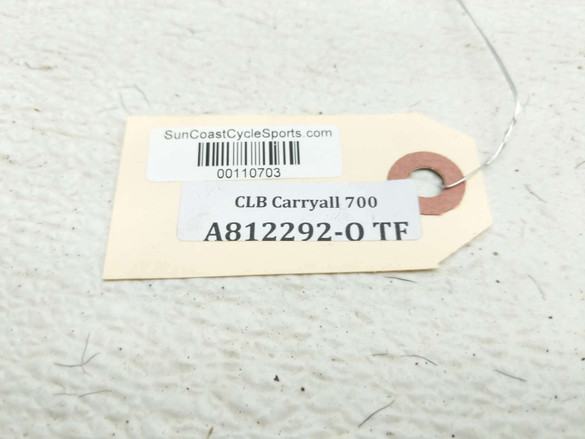 SunCoastCycleSports.com
00110703
CLB Carryall 700
A812292-O TF